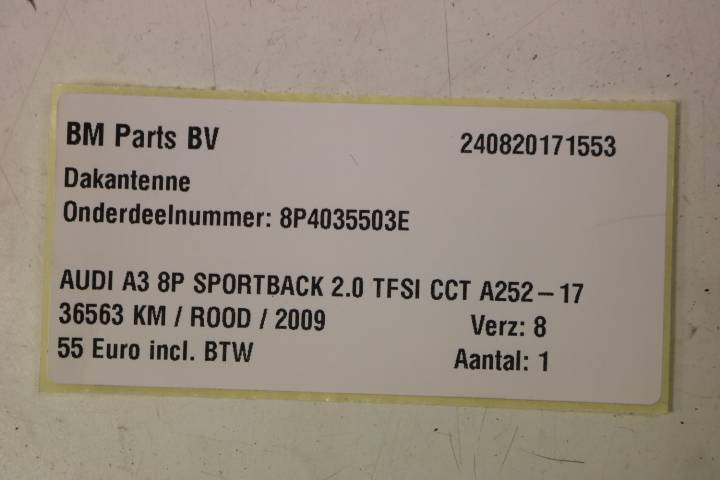 BM Parts BV 240820171553
Dakantenne
Onderdeelnummer: 8P4035503E
AUDI A3 8P SPORTBACK 2.0 TFSI CCT A252-17
36563 KM / ROOD / 2009 Verz: 8
55 Euro incl. BTW Aantal: 1